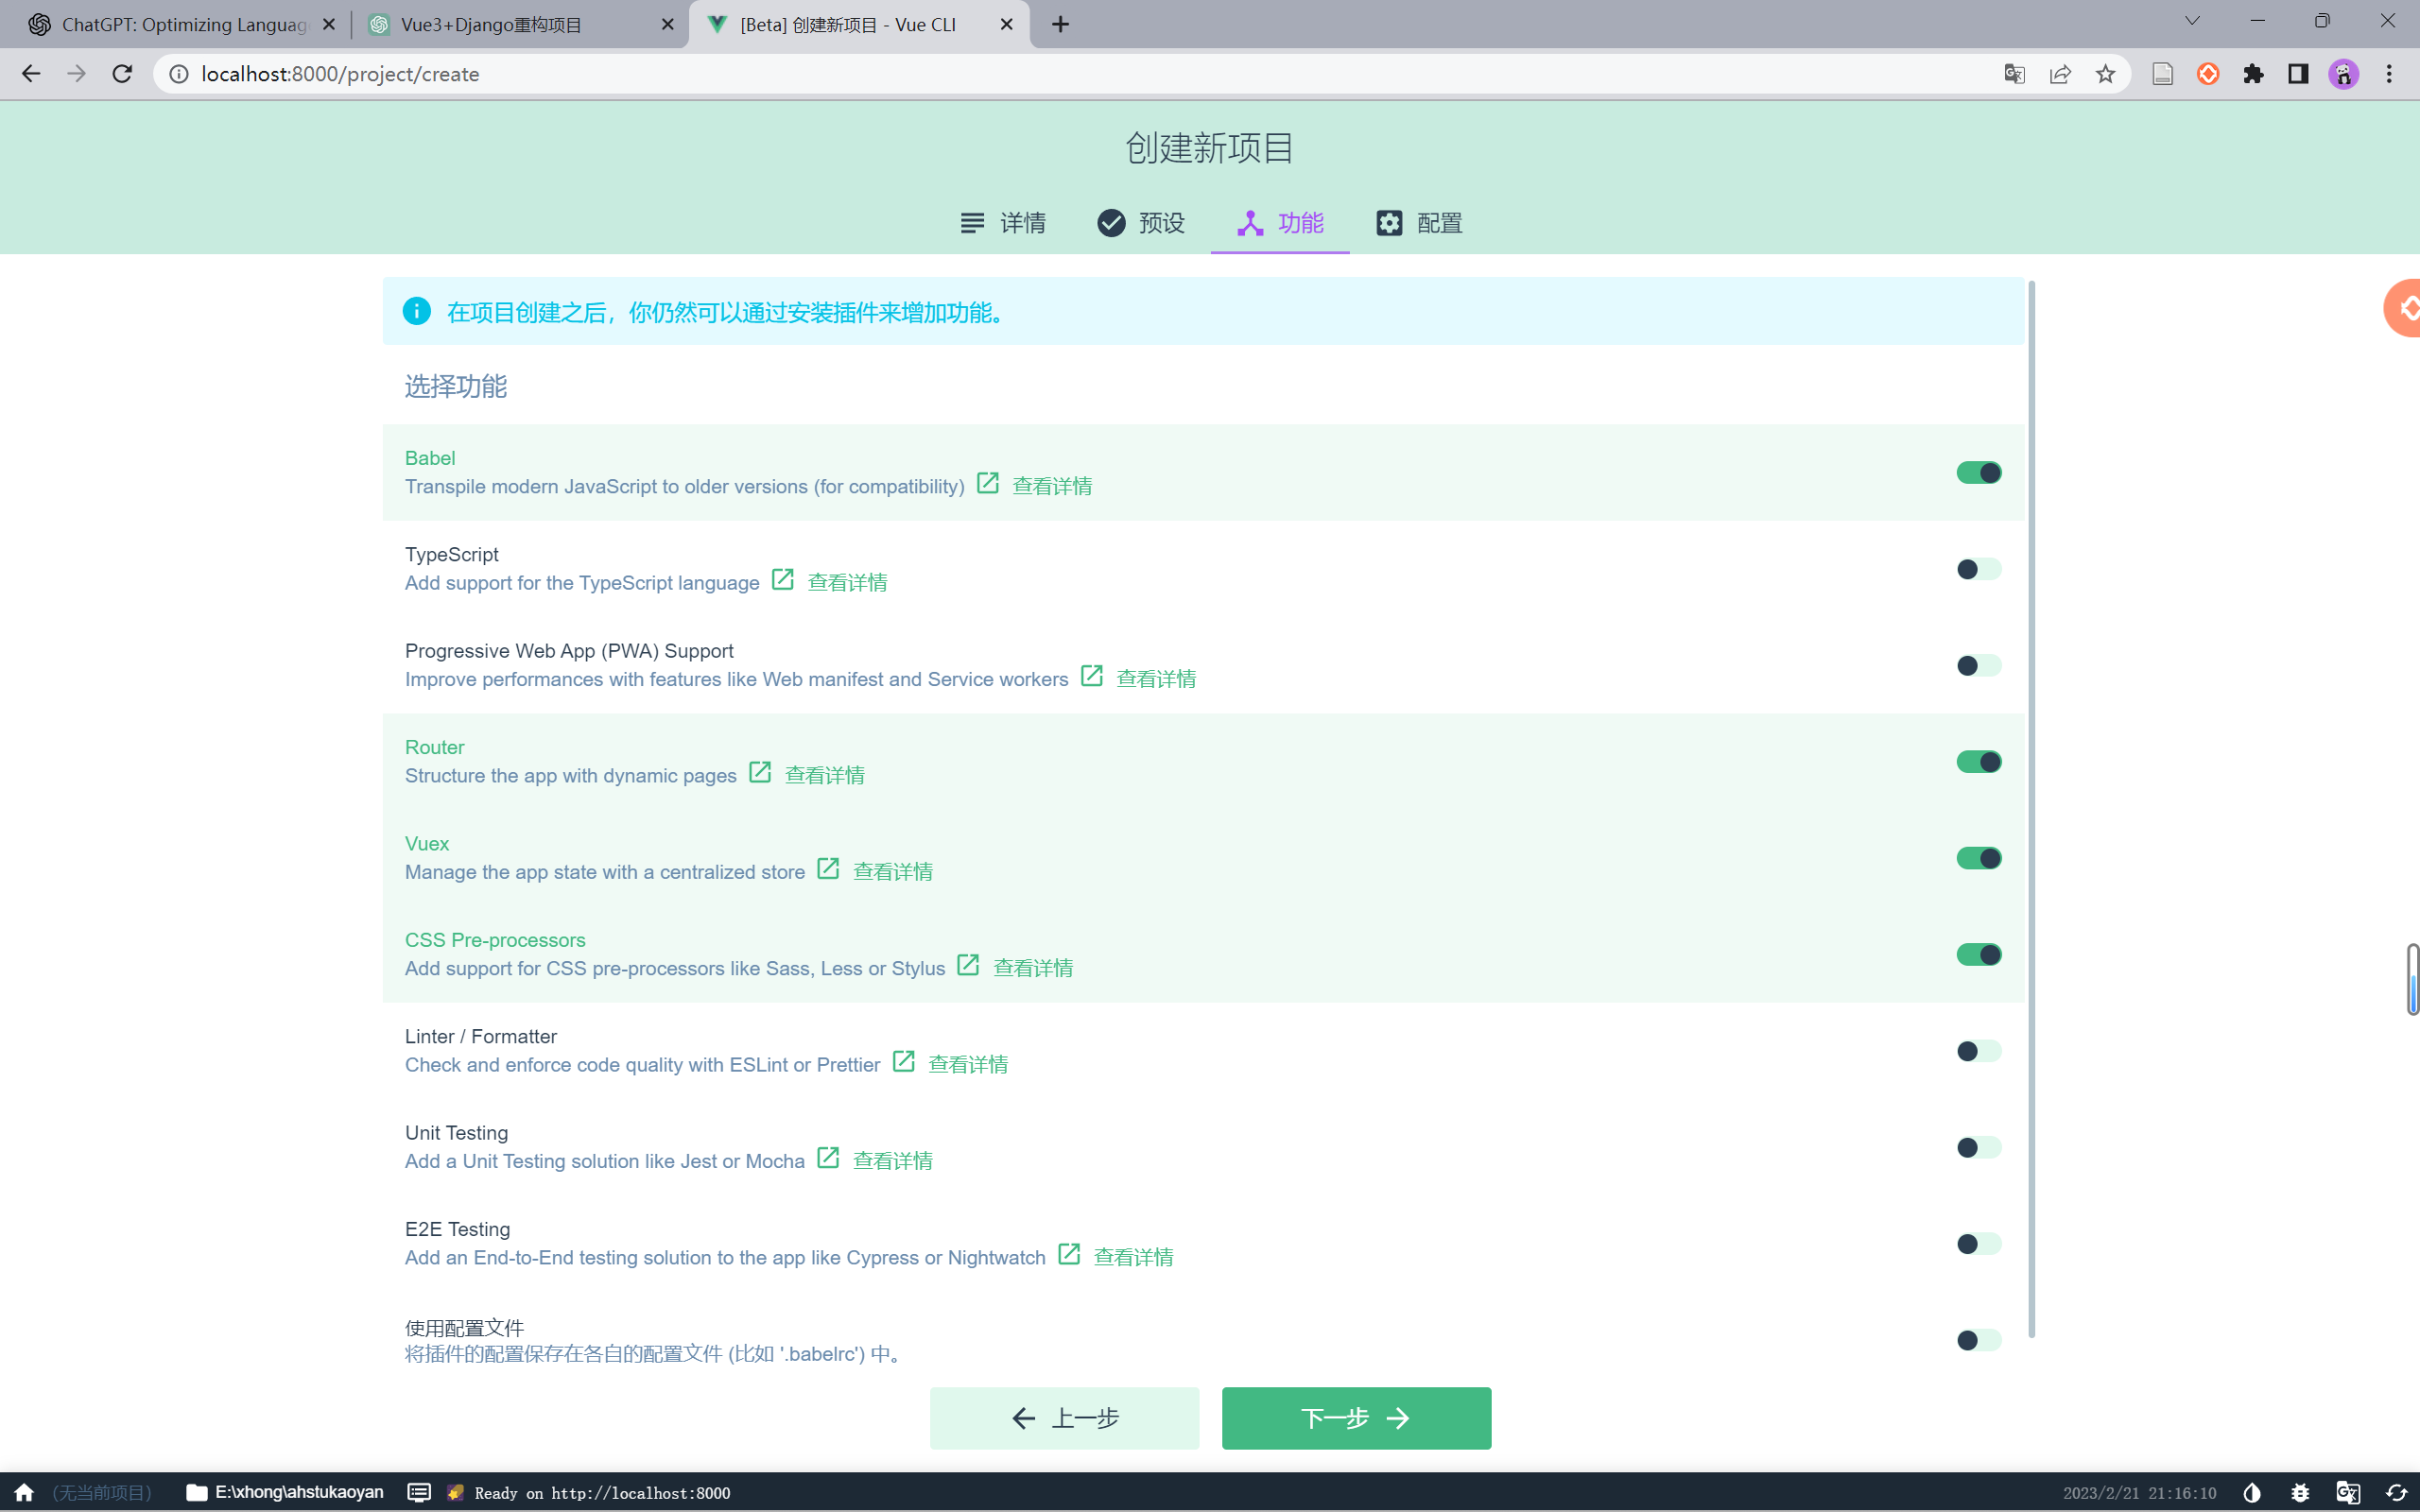 ChatGPT: Optimizing Languag
Vue3+Django重构项目
[Beta] 创建新项目 - Vue CLI
localhost:8000/project/create
创建新项目
详情
预设
功能
配置
在项目创建之后，你仍然可以通过安装插件来增加功能。
选择功能
Babel
Transpile modern JavaScript to older versions (for compatibility) 查看详情
TypeScript
Add support for the TypeScript language 查看详情
Progressive Web App (PWA) Support
Improve performances with features like Web manifest and Service workers 查看详情
Router
Structure the app with dynamic pages 查看详情
Vuex
Manage the app state with a centralized store 查看详情
CSS Pre-processors
Add support for CSS pre-processors like Sass, Less or Stylus 查看详情
Linter / Formatter
Check and enforce code quality with ESLint or Prettier 查看详情
Unit Testing
Add a Unit Testing solution like Jest or Mocha 查看详情
E2E Testing
Add an End-to-End testing solution to the app like Cypress or Nightwatch 查看详情
使用配置文件
将插件的配置保存在各自的配置文件 (比如 '.babelrc') 中。
上一步
下一步
(无当前项目)
E:\xhong\ahstukaoyan
Ready on http://localhost:8000
2023/2/21 21:16:10